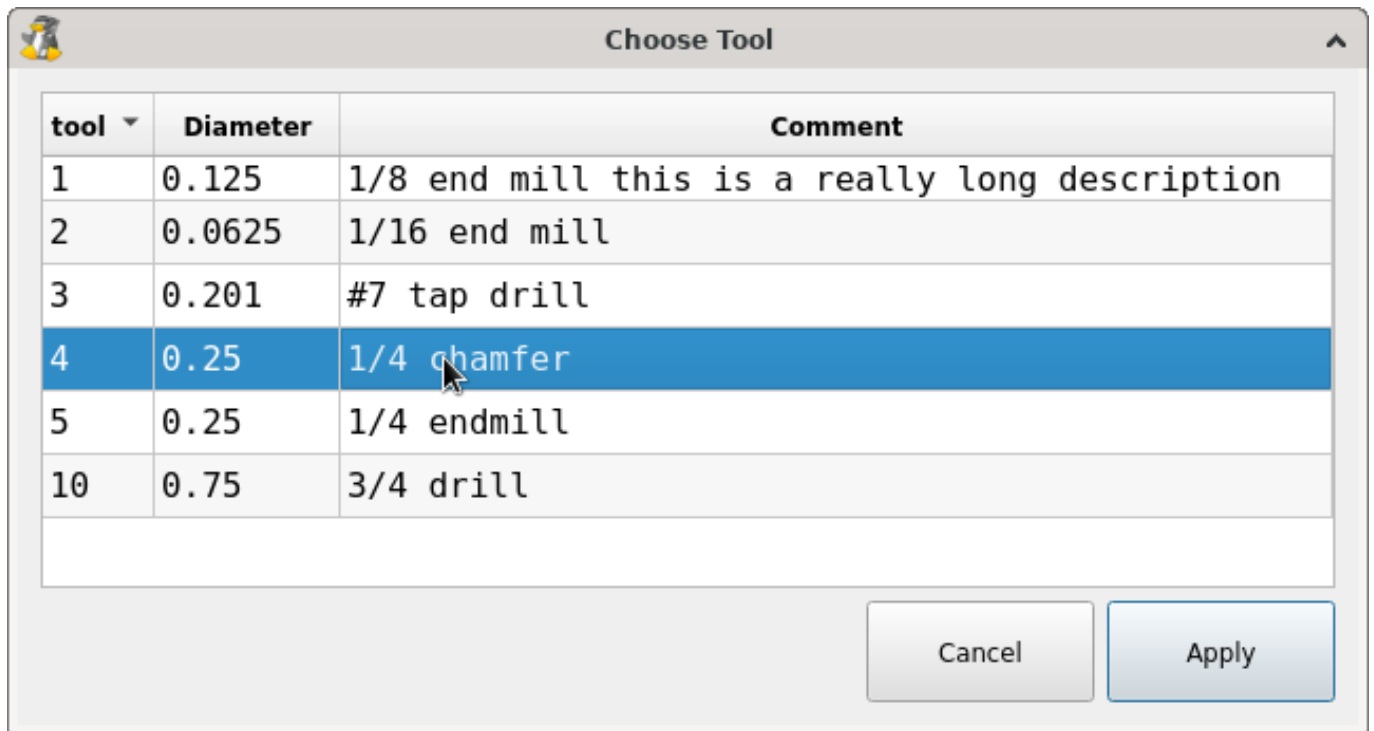 Choose Tool
tool Diameter Comment
1 0.125 1/8 end mill this is a really long description
2 0.0625 1/16 end mill
3 0.201 #7 tap drill
4 0.25 1/4 chamfer
5 0.25 1/4 endmill
10 0.75 3/4 drill
Cancel Apply